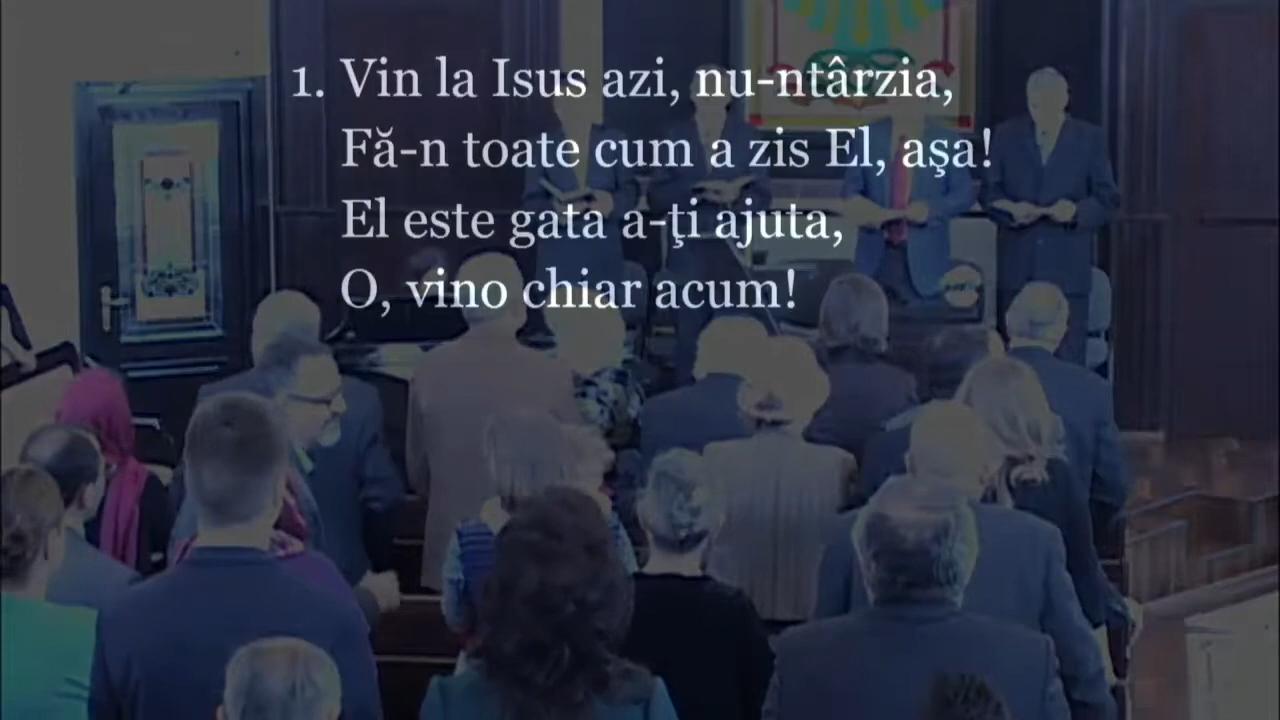 1. Vin la Isus azi, nu-ntârzia,
Fă-n toate cum a zis El, aşa!
El este gata a-ţi ajuta,
O, vino chiar acum!